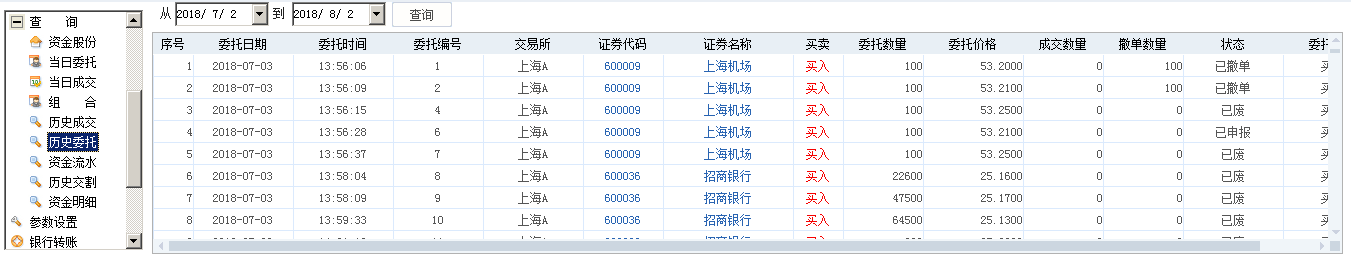 从 2018/ 7/ 2 到 2018/ 8/ 2 查询
查 询
资金股份
当日委托
当日成交
组 合
历史成交
历史委托
资金流水
历史交割
资金明细
参数设置
银行转账
序号 委托日期 委托时间 委托编号 交易所 证券代码 证券名称 买卖 委托数量 委托价格 成交数量 撤单数量 状态 委托
1 2018-07-03 13:56:06 1 上海A 600009 上海机场 买入 100 53.2000 0 100 已撤单
2 2018-07-03 13:56:09 2 上海A 600009 上海机场 买入 100 53.2100 0 100 已撤单
3 2018-07-03 13:56:15 4 上海A 600009 上海机场 买入 100 53.2500 0 0 已废
4 2018-07-03 13:56:28 6 上海A 600009 上海机场 买入 100 53.2100 0 0 已申报
5 2018-07-03 13:56:37 7 上海A 600009 上海机场 买入 100 53.2500 0 0 已废
6 2018-07-03 13:58:04 8 上海A 600036 招商银行 买入 22600 25.1600 0 0 已废
7 2018-07-03 13:58:09 9 上海A 600036 招商银行 买入 47500 25.1700 0 0 已废
8 2018-07-03 13:59:33 10 上海A 600036 招商银行 买入 64500 25.1300 0 0 已废